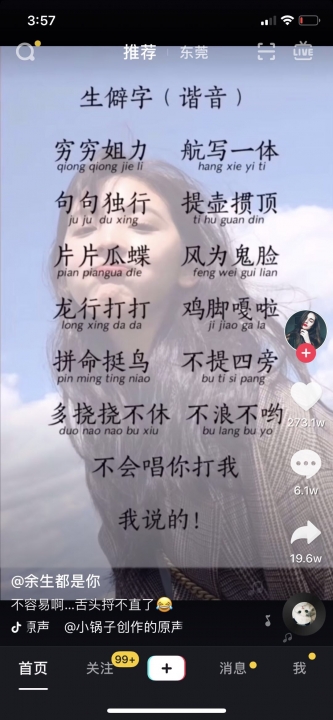 3:57
推荐 东莞 LIVE
生僻字（谐音）
穷穷姐力 航写一体
qiong qiong jie li hang xie yi ti
句句独行 提壶掼顶
ju ju du xing ti hu guan din
片片瓜蝶 风为鬼脸
pian piangua die feng wei gui lian
龙行打打 鸡脚嘎啦
long xing da da ji jiao ga la
拼命挺鸟 不提四旁
pin ming ting niao bu ti si pang
多挠挠不休 不浪不哟
duo nao nao bu xiu bu lang bu yo
不会唱你打我
我说的!
273.1w
6.1w
19.6w
@余生都是你
不容易啊...舌头捋不直了😂
原声 @小锅子创作的原声
首页 关注 99+ 消息 我